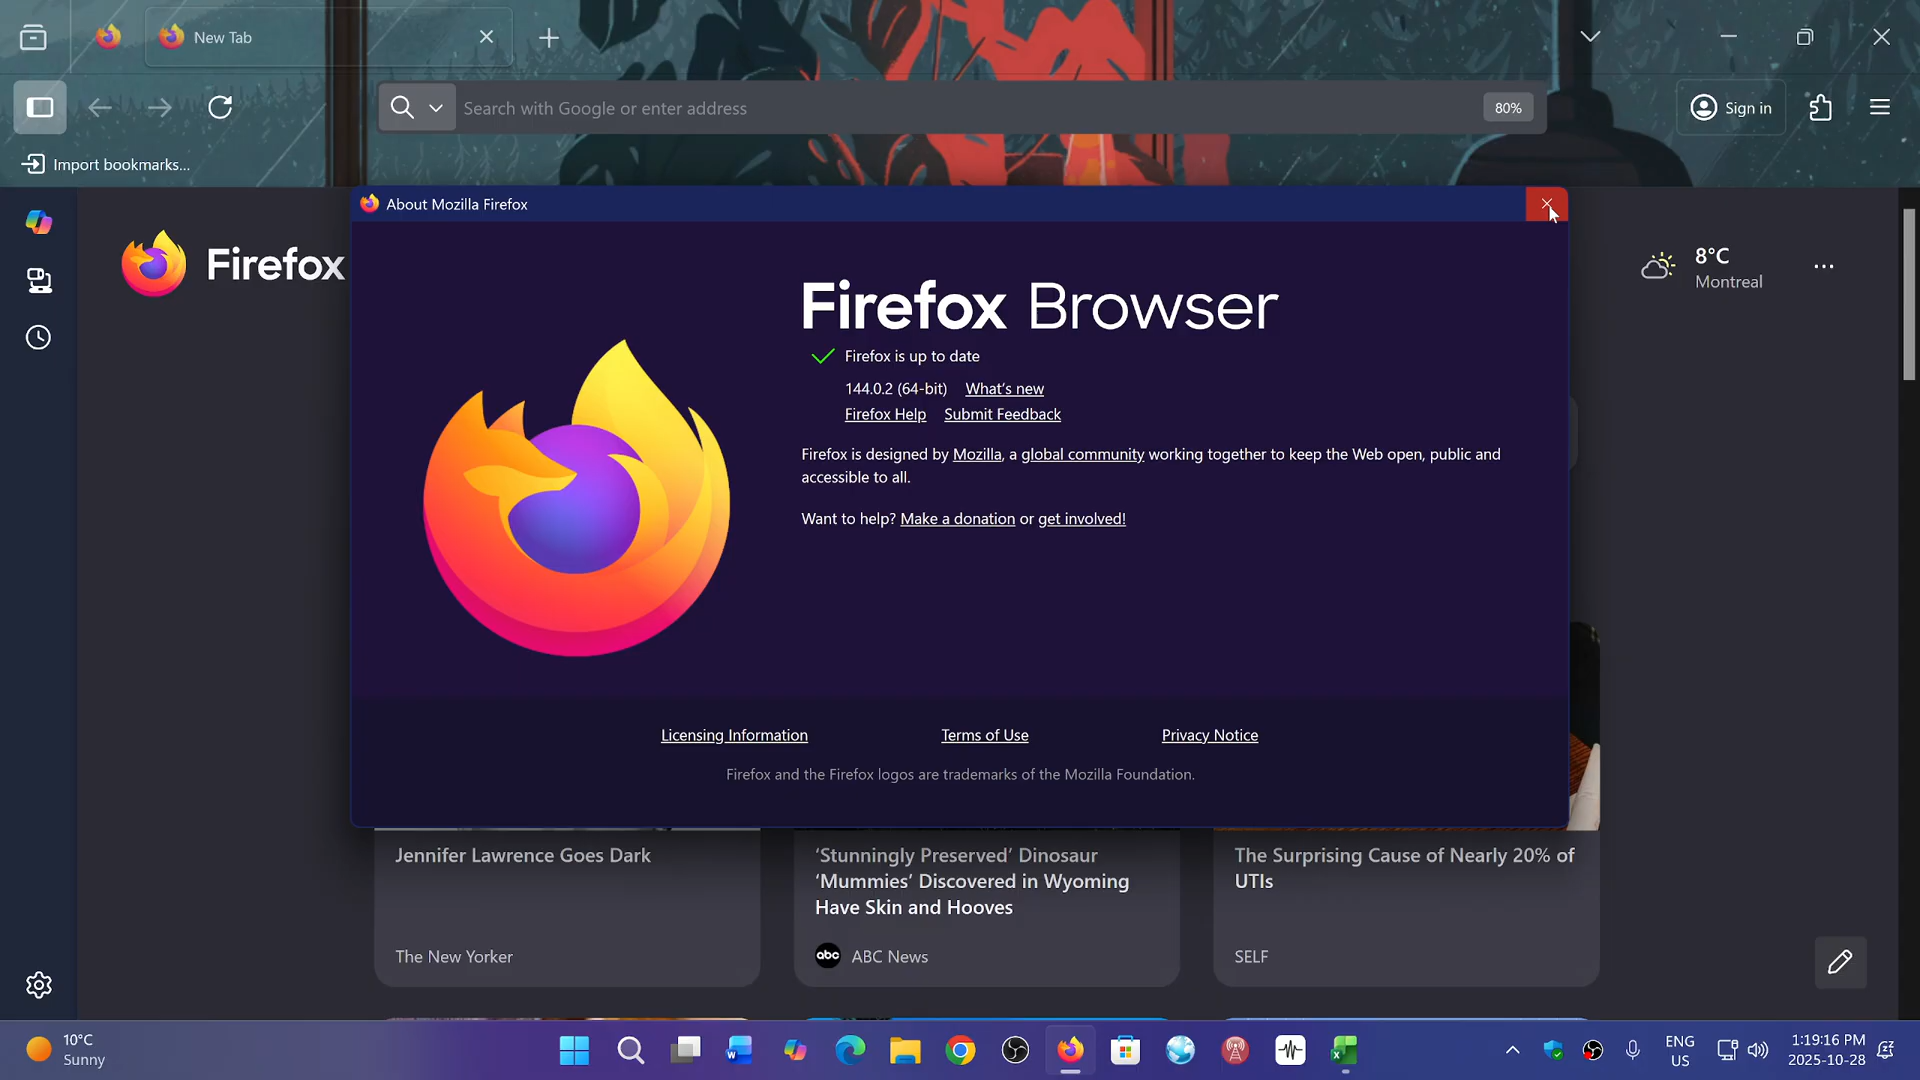 New Tab
Search with Google or enter address
80%
Sign in
Import bookmarks...
About Mozilla Firefox
Firefox
8°C
Montreal
Firefox Browser
Firefox is up to date
144.0.2 (64-bit) What's new
Firefox Help Submit Feedback
Firefox is designed by Mozilla, a global community working together to keep the Web open, public and
accessible to all.
Want to help? Make a donation or get involved!
Licensing Information Terms of Use Privacy Notice
Firefox and the Firefox logos are trademarks of the Mozilla Foundation.
Jennifer Lawrence Goes Dark
The New Yorker
‘Stunningly Preserved’ Dinosaur
‘Mummies’ Discovered in Wyoming
Have Skin and Hooves
abc ABC News
The Surprising Cause of Nearly 20% of
UTIs
SELF
10°C
Sunny
W
X
ENG
US
1:19:16 PM
2025-10-28